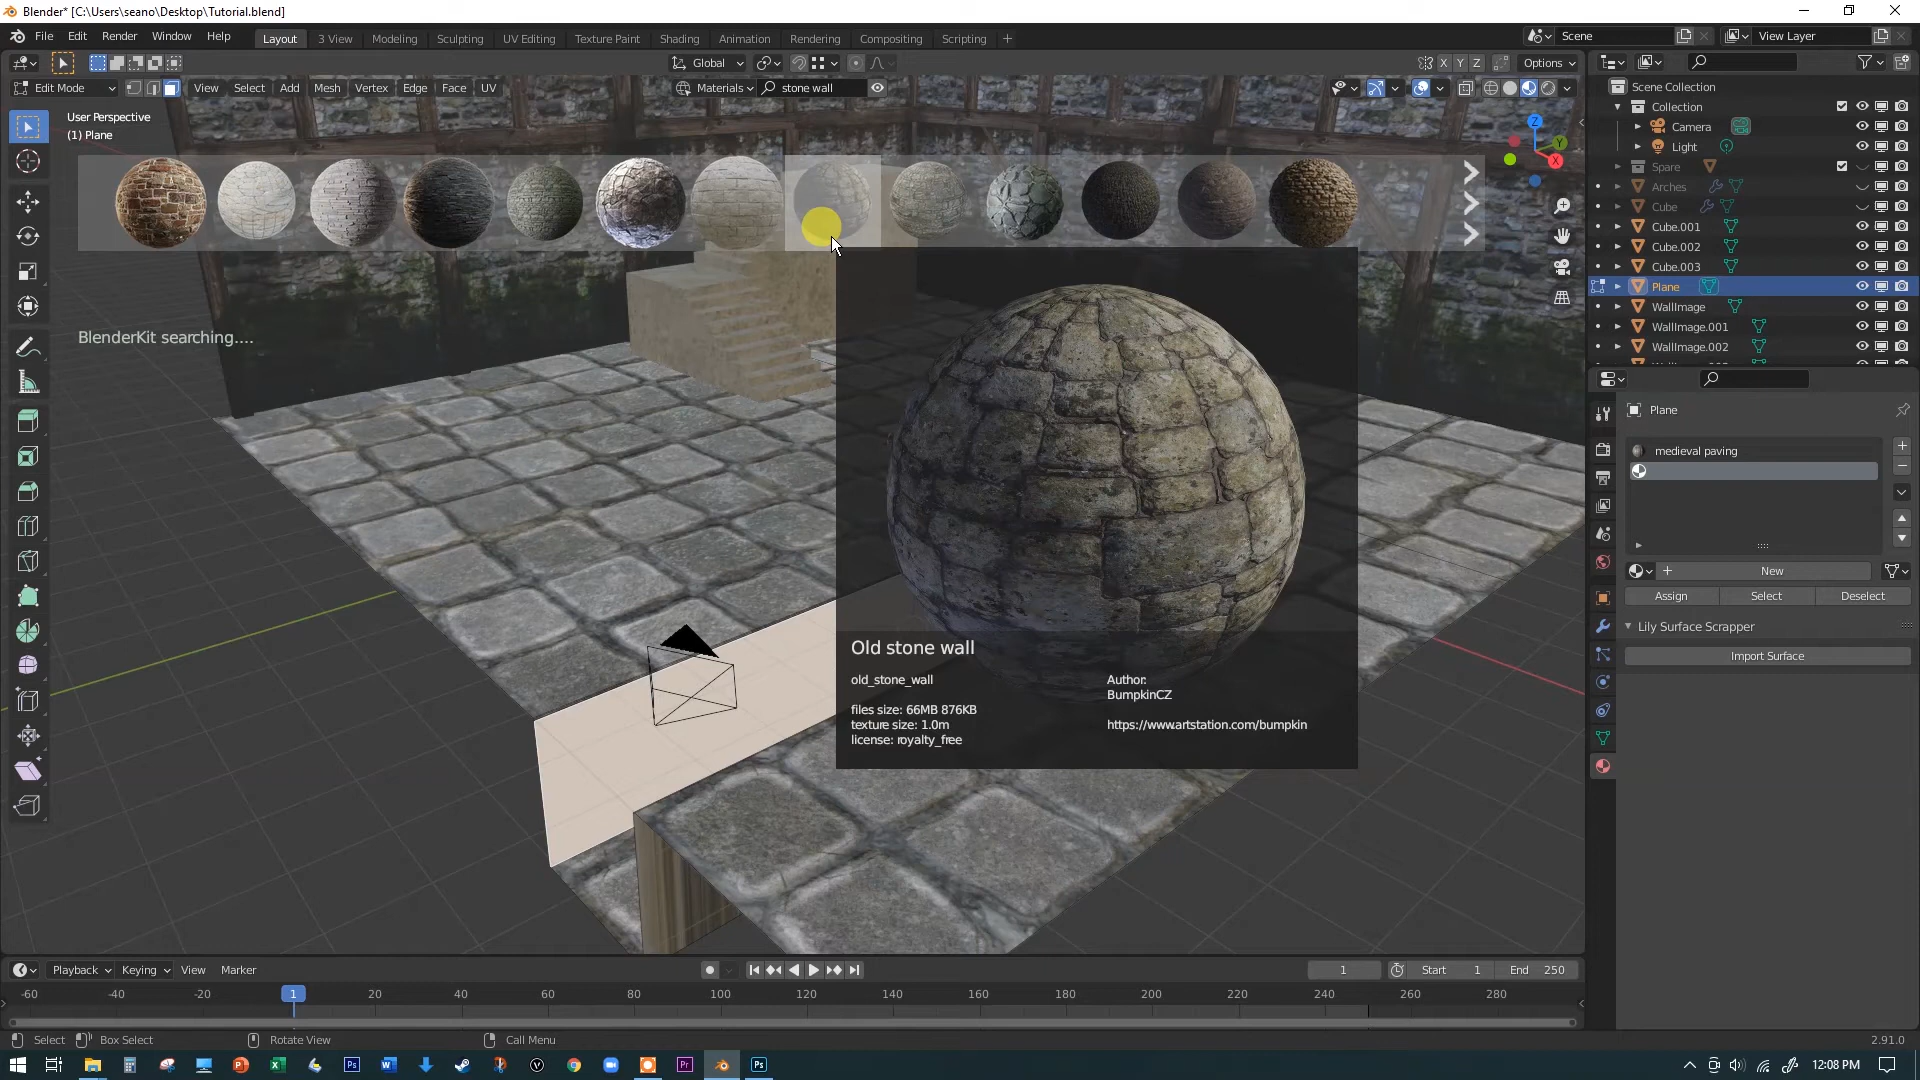 Blender* [C:\Users\seano\Desktop\Tutorial.blend]
File Edit Render Window Help
Layout 3 View Modeling Sculpting UV Editing Texture Paint Shading Animation Rendering Compositing Scripting +
Scene
View Layer
Global
X Y Z
Options
Edit Mode
View Select Add Mesh Vertex Edge Face UV
Materials
stone wall
User Perspective
(1) Plane
Z
Y
X
BlenderKit searching....
Old stone wall
old_stone_wall
files size: 66MB 876KB
texture size: 1.0m
license: royalty_free
Author:
BumpkinCZ
https://www.artstation.com/bumpkin
Scene Collection
Collection
Camera
Light
Spare
Arches
Cube
Cube.001
Cube.002
Cube.003
Plane
WallImage
WallImage.001
WallImage.002
Plane
medieval paving
New
Assign Select Deselect
Lily Surface Scrapper
Import Surface
Playback Keying View Marker
1
Start 1
End 250
-60 -40 -20 1 20 40 60 80 100 120 140 160 180 200 220 240 260 280
Select Box Select Rotate View Call Menu
2.91.0
12:08 PM